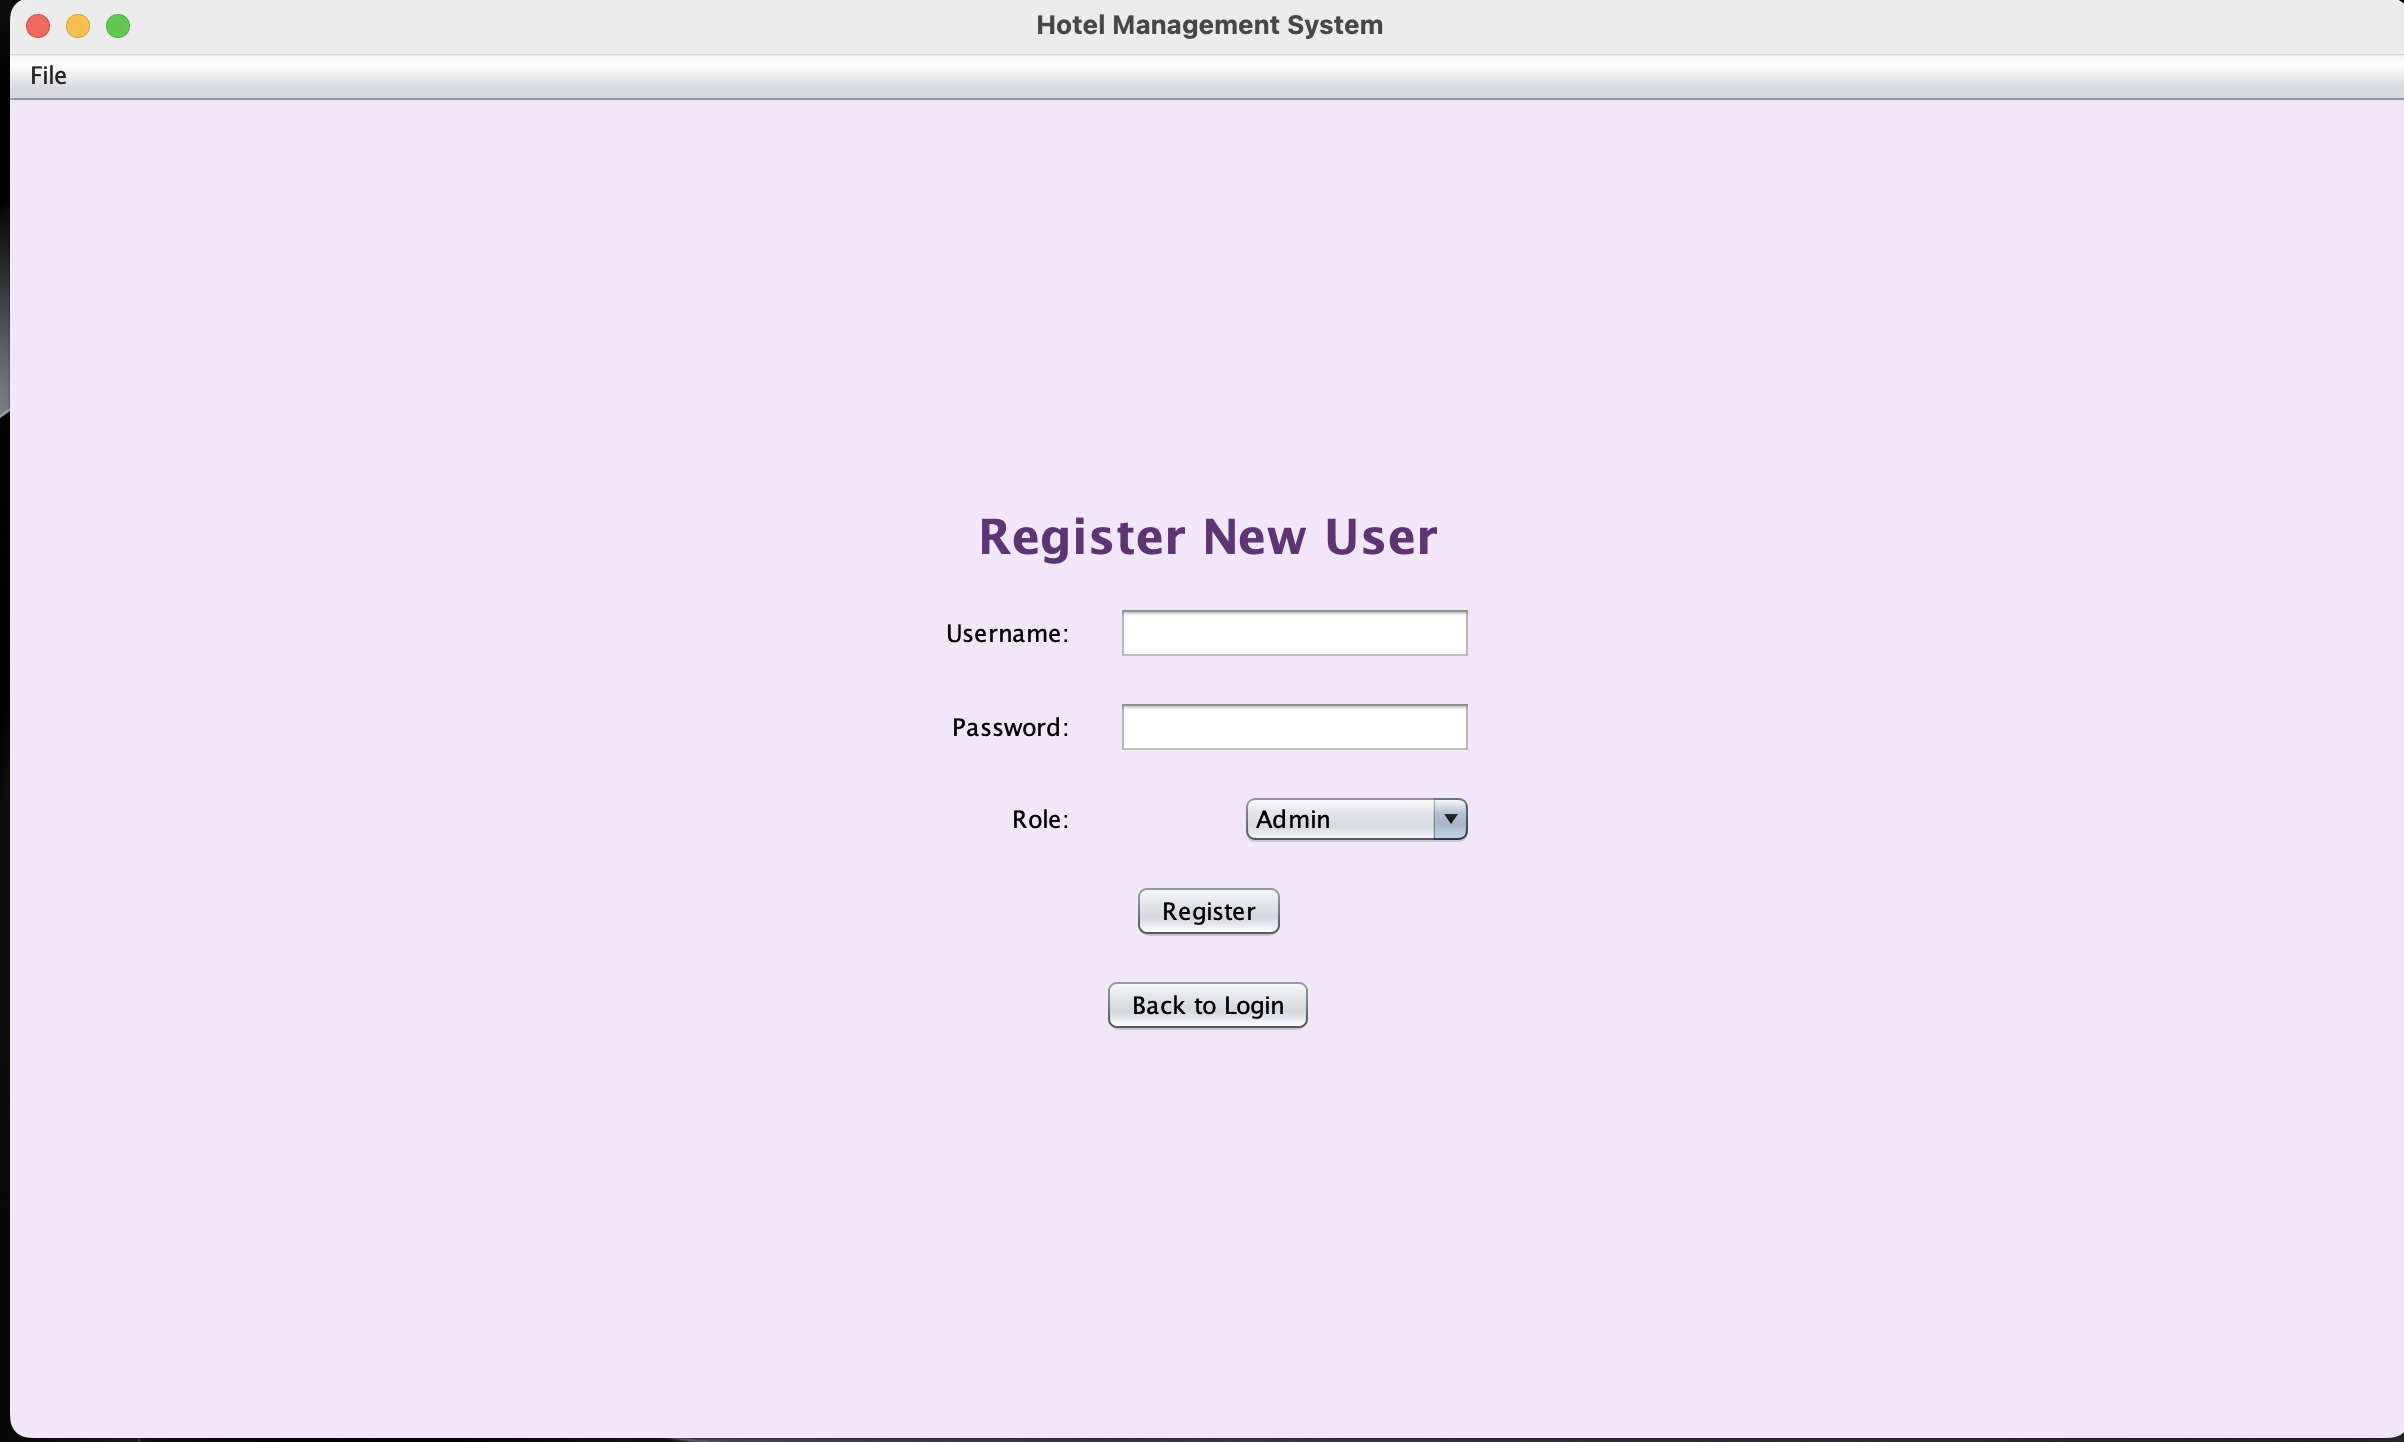 Hotel Management System
File
Register New User
Username:
Password:
Role: Admin
Register
Back to Login